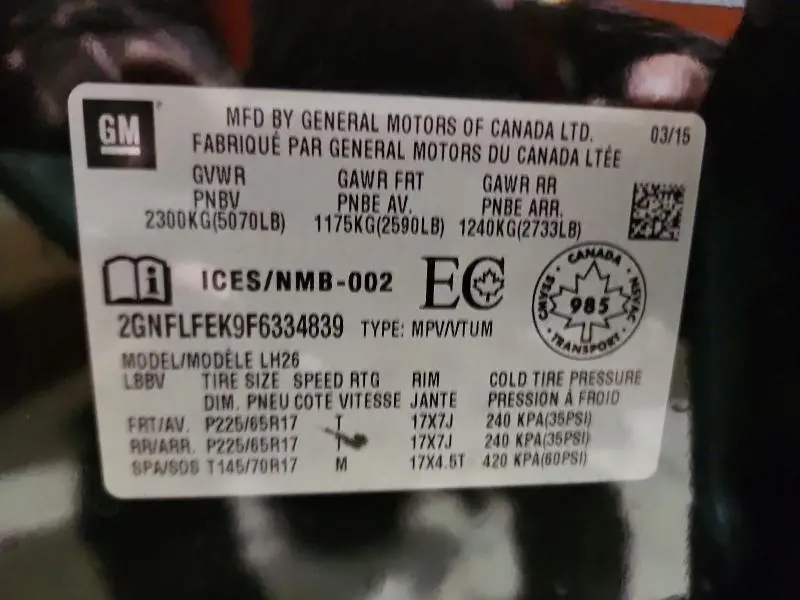 GM
MFD BY GENERAL MOTORS OF CANADA LTD. 03/15
FABRIQUÉ PAR GENERAL MOTORS DU CANADA LTÉE
GVWR GAWR FRT GAWR RR
PNBV PNBE AV. PNBE ARR.
2300KG(5070LB) 1175KG(2590LB) 1240KG(2733LB)
ICES/NMB-002 EC
CANADA
CMVSS 985 NSVAC
TRANSPORT
2GNFLFEK9F6334839 TYPE: MPV/VTUM
MODEL/MODÈLE LH26
LBBV TIRE SIZE SPEED RTG RIM COLD TIRE PRESSURE
DIM. PNEU COTE VITESSE JANTE PRESSION À FROID
FRT/AV. P225/65R17 T 17X7J 240 KPA(35PSI)
RR/ARR. P225/65R17 T 17X7J 240 KPA(35PSI)
SPA/SOS T145/70R17 M 17X4.5T 420 KPA(60PSI)